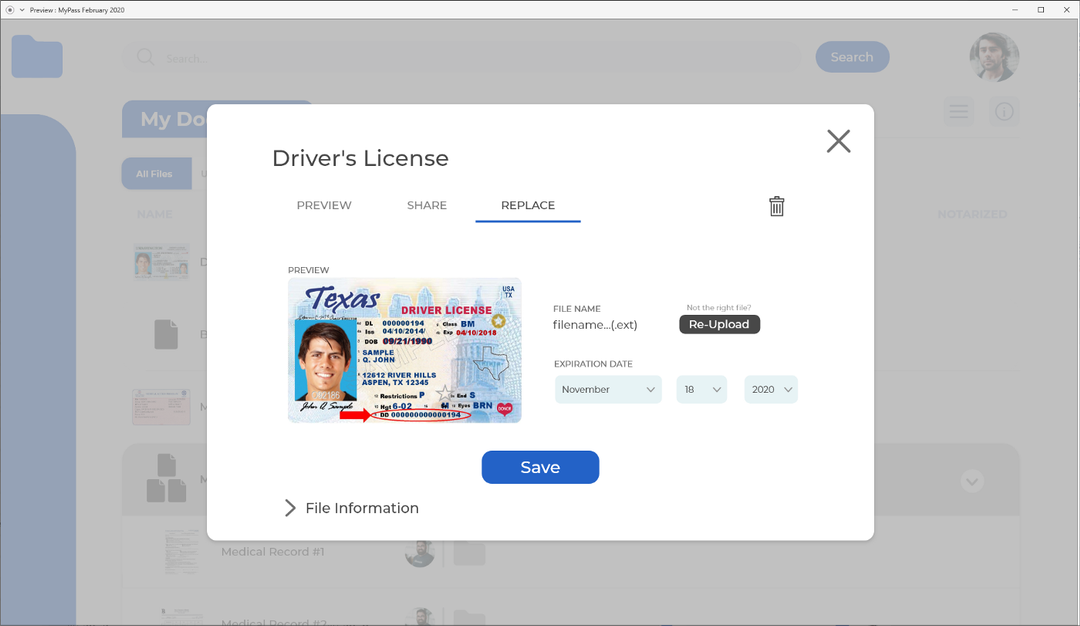 Preview : MyPass February 2020
Search...
Search
My Do
All Files
U
NAME
NOTARIZED
Driver's License
PREVIEW
SHARE
REPLACE
PREVIEW
Texas
USA
TX
DRIVER LICENSE
DL 000000194
Class BM
Iss 04/10/2014
Exp 04/10/2018
DOB 09/21/1990
SAMPLE
Q. JOHN
12612 RIVER HILLS
ASPEN, TX 12345
Restrictions P
End S
Hgt 6-02
M
Eyes BRN
DONOR
DD 0000000000000194
John Q Sample
FILE NAME
filename...(.ext)
Not the right file?
Re-Upload
EXPIRATION DATE
November
18
2020
Save
File Information
Medical Record #1
Medical Record #2